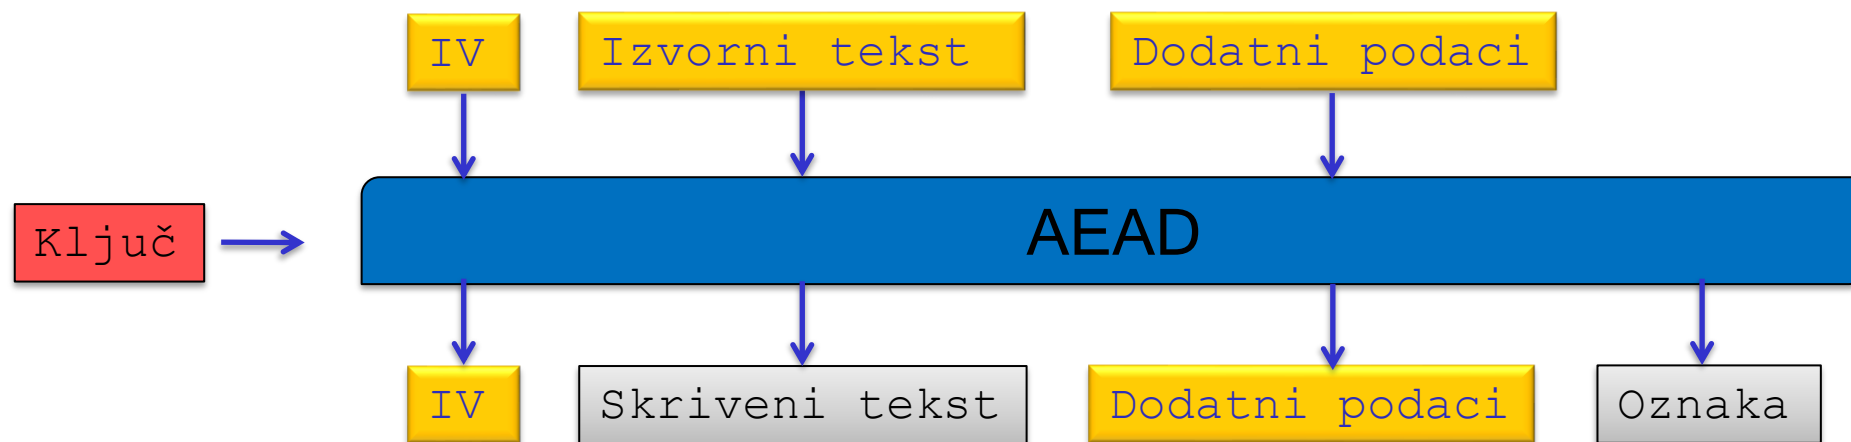 IV
Izvorni tekst
Dodatni podaci
Ključ
AEAD
IV
Skriveni tekst
Dodatni podaci
Oznaka